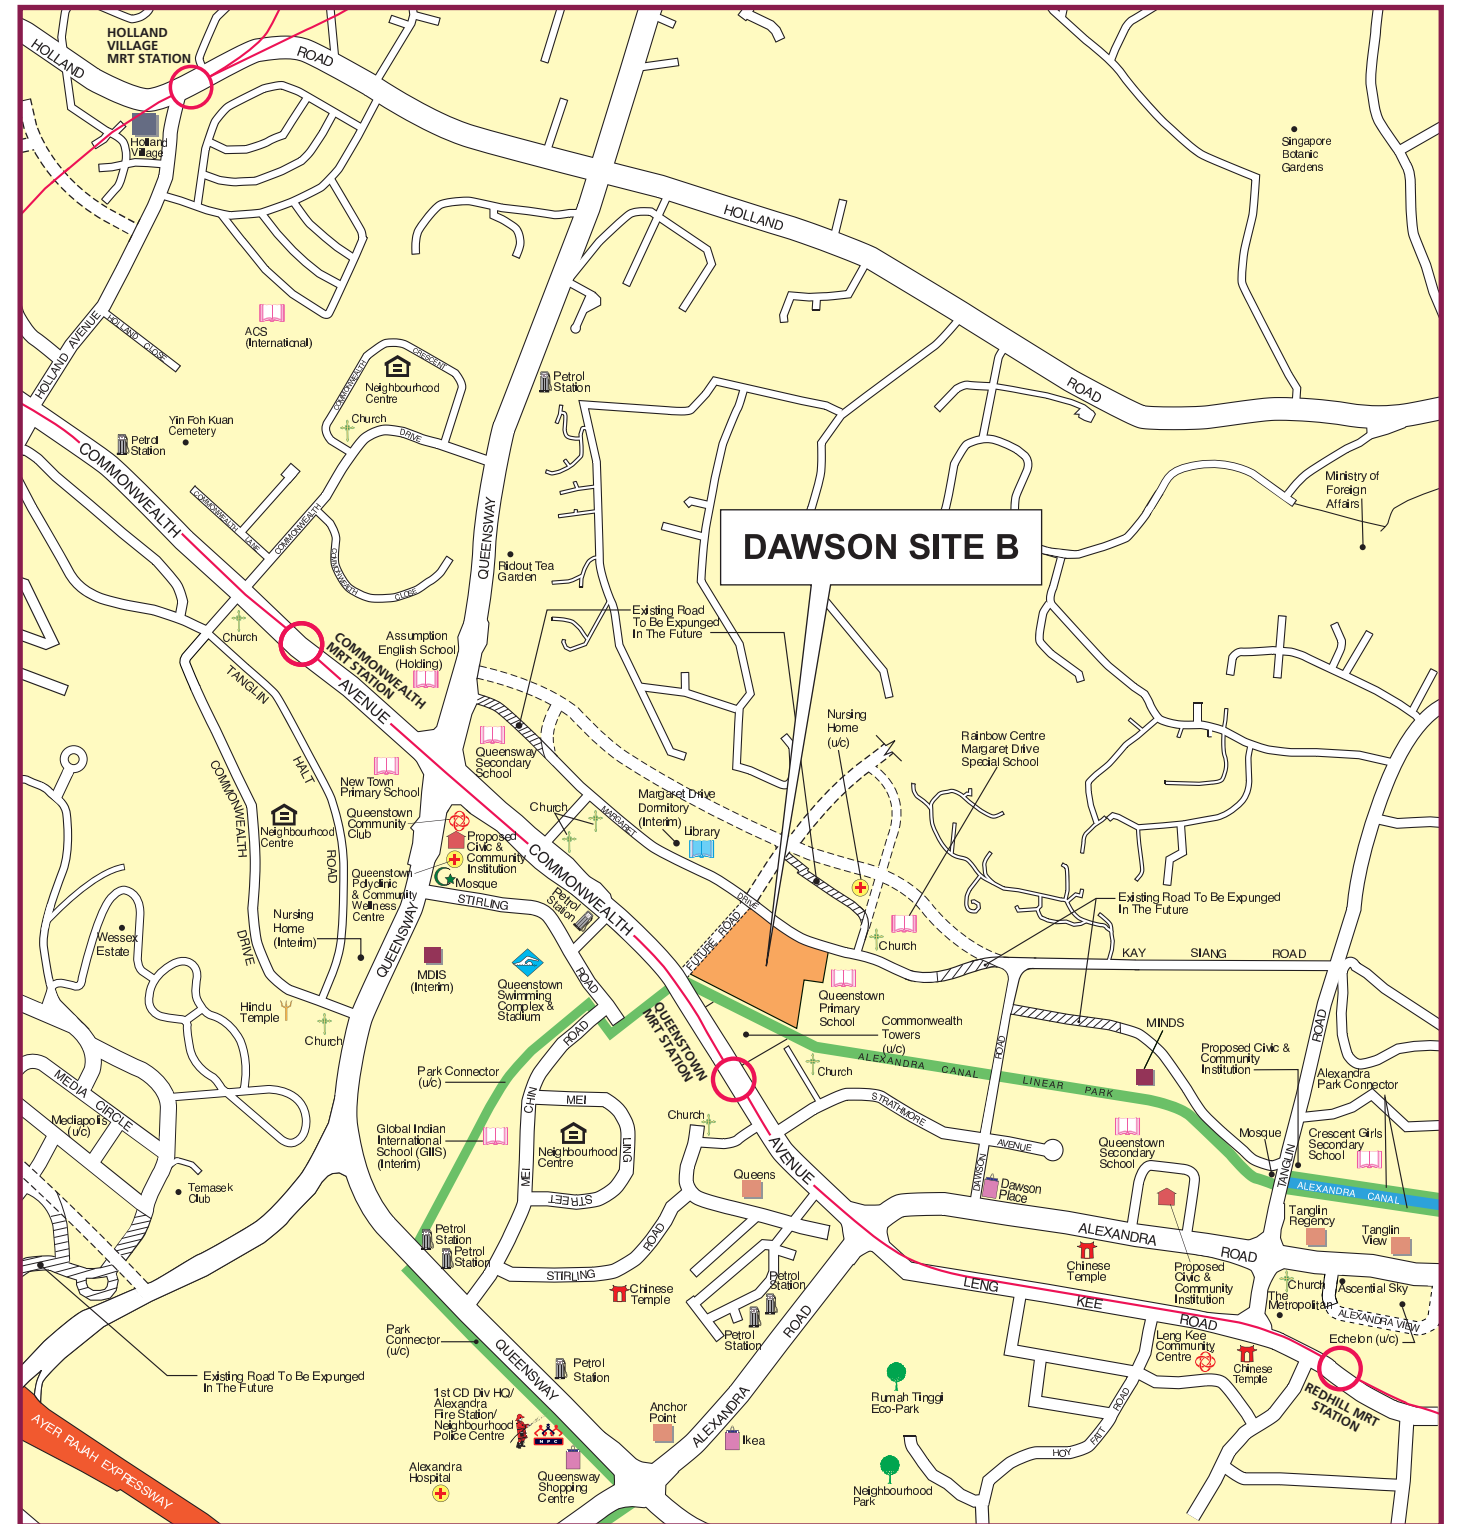 HOLLAND
VILLAGE
MRT STATION
HOLLAND
ROAD
Holland
Village
Singapore
Botanic
Gardens
HOLLAND
ACS
(International)
HOLLAND AVENUE
HOLLAND CLOSE
COMMONWEALTH
CRESCENT
Neighbourhood
Centre
Church
DRIVE
Petrol
Station
ROAD
Yin Foh Kuan
Cemetery
Petrol
Station
COMMONWEALTH
COMMONWEALTH
LANE
COMMONWEALTH
COMMONWEALTH
CLOSE
QUEENSWAY
Ridout Tea
Garden
Ministry of
Foreign
Affairs
DAWSON SITE B
Existing Road
To Be Expunged
In The Future
Church
COMMONWEALTH
MRT STATION
Assumption
English School
(Holding)
AVENUE
TANGLIN
HALT
ROAD
COMMONWEALTH
DRIVE
Queensway
Secondary
School
New Town
Primary School
Nursing
Home
(u/c)
Rainbow Centre
Margaret Drive
Special School
Neighbourhood
Centre
Queenstown
Community
Club
Church
MARGARET
DRIVE
Margaret Drive
Dormitory
(Interim)
Library
Proposed
Civic &
Community
Institution
Mosque
Queenstown
Polyclinic
& Community
Wellness
Centre
COMMONWEALTH
Petrol
Station
STIRLING
ROAD
Nursing
Home
(Interim)
QUEENSWAY
Wessex
Estate
MDIS
(Interim)
Queenstown
Swimming
Complex &
Stadium
FUTURE ROAD
Church
Existing Road To Be Expunged
In The Future
KAY SIANG ROAD
Queenstown
Primary
School
Hindu
Temple
Church
QUEENSTOWN
MRT STATION
Commonwealth
Towers
(u/c)
ROAD
MINDS
Proposed Civic &
Community
Institution
ROAD
Alexandra
Park Connector
ALEXANDRA CANAL LINEAR PARK
Church
Park Connector
(u/c)
ROAD
CHIN
MEI
MEI
LING
STREET
MEDIA CIRCLE
Mediapolis
(u/c)
Global Indian
International
School (GIIS)
(Interim)
Neighbourhood
Centre
Church
STRATHMORE
AVENUE
Queenstown
Secondary
School
Mosque
Crescent Girls
Secondary
School
AVENUE
Queens
DAWSON
Dawson
Place
TANGLIN
ALEXANDRA CANAL
Temasek
Club
Petrol
Station
Petrol
Station
ROAD
STIRLING
ALEXANDRA
ROAD
Tanglin
Regency
Tanglin
View
Chinese
Temple
Proposed
Civic &
Community
Institution
Chinese
Temple
Petrol
Station
Petrol
Station
LENG
KEE
ROAD
Church
The
Metropolitan
Ascential Sky
ALEXANDRA VIEW
Echelon (u/c)
Park
Connector
(u/c)
QUEENSWAY
ROAD
Leng Kee
Community
Centre
Chinese
Temple
REDHILL MRT
STATION
Existing Road To Be Expunged
In The Future
Petrol
Station
1st CD Div HQ/
Alexandra
Fire Station/
Neighbourhood
Police Centre
NPC
Anchor
Point
ALEXANDRA
Ikea
Rumah Tinggi
Eco-Park
HOY
FATT
ROAD
AYER RAJAH EXPRESSWAY
Alexandra
Hospital
Queensway
Shopping
Centre
Neighbourhood
Park